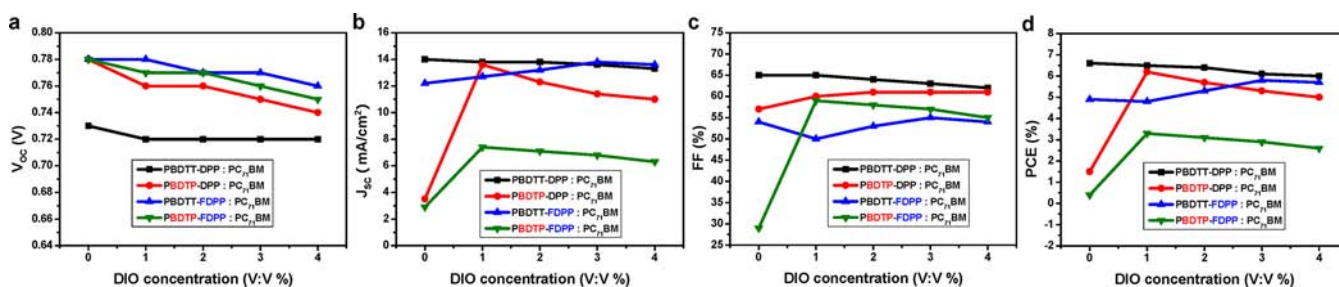 a
0.80
0.78
0.76
0.74
0.72
0.70
0.68
0.66
0.64
V_OC (V)
PBDTT-DPP : PC71BM
PBDTP-DPP : PC71BM
PBDTT-FDPP : PC71BM
PBDTP-FDPP : PC71BM
0 1 2 3 4
DIO concentration (V:V %)
b
16
14
12
10
8
6
4
2
0
J_SC ( mA/cm²)
PBDTT-DPP : PC71BM
PBDTP-DPP : PC71BM
PBDTT-FDPP : PC71BM
PBDTP-FDPP : PC71BM
0 1 2 3 4
DIO concentration (V:V %)
c
75
70
65
60
55
50
45
40
35
30
25
FF (%)
PBDTT-DPP : PC71BM
PBDTP-DPP : PC71BM
PBDTT-FDPP : PC71BM
PBDTP-FDPP : PC71BM
0 1 2 3 4
DIO concentration (V:V %)
d
8
7
6
5
4
3
2
1
0
-1
-2
PCE (%)
PBDTT-DPP : PC71BM
PBDTP-DPP : PC71BM
PBDTT-FDPP : PC71BM
PBDTP-FDPP : PC71BM
0 1 2 3 4
DIO concentration (V:V %)